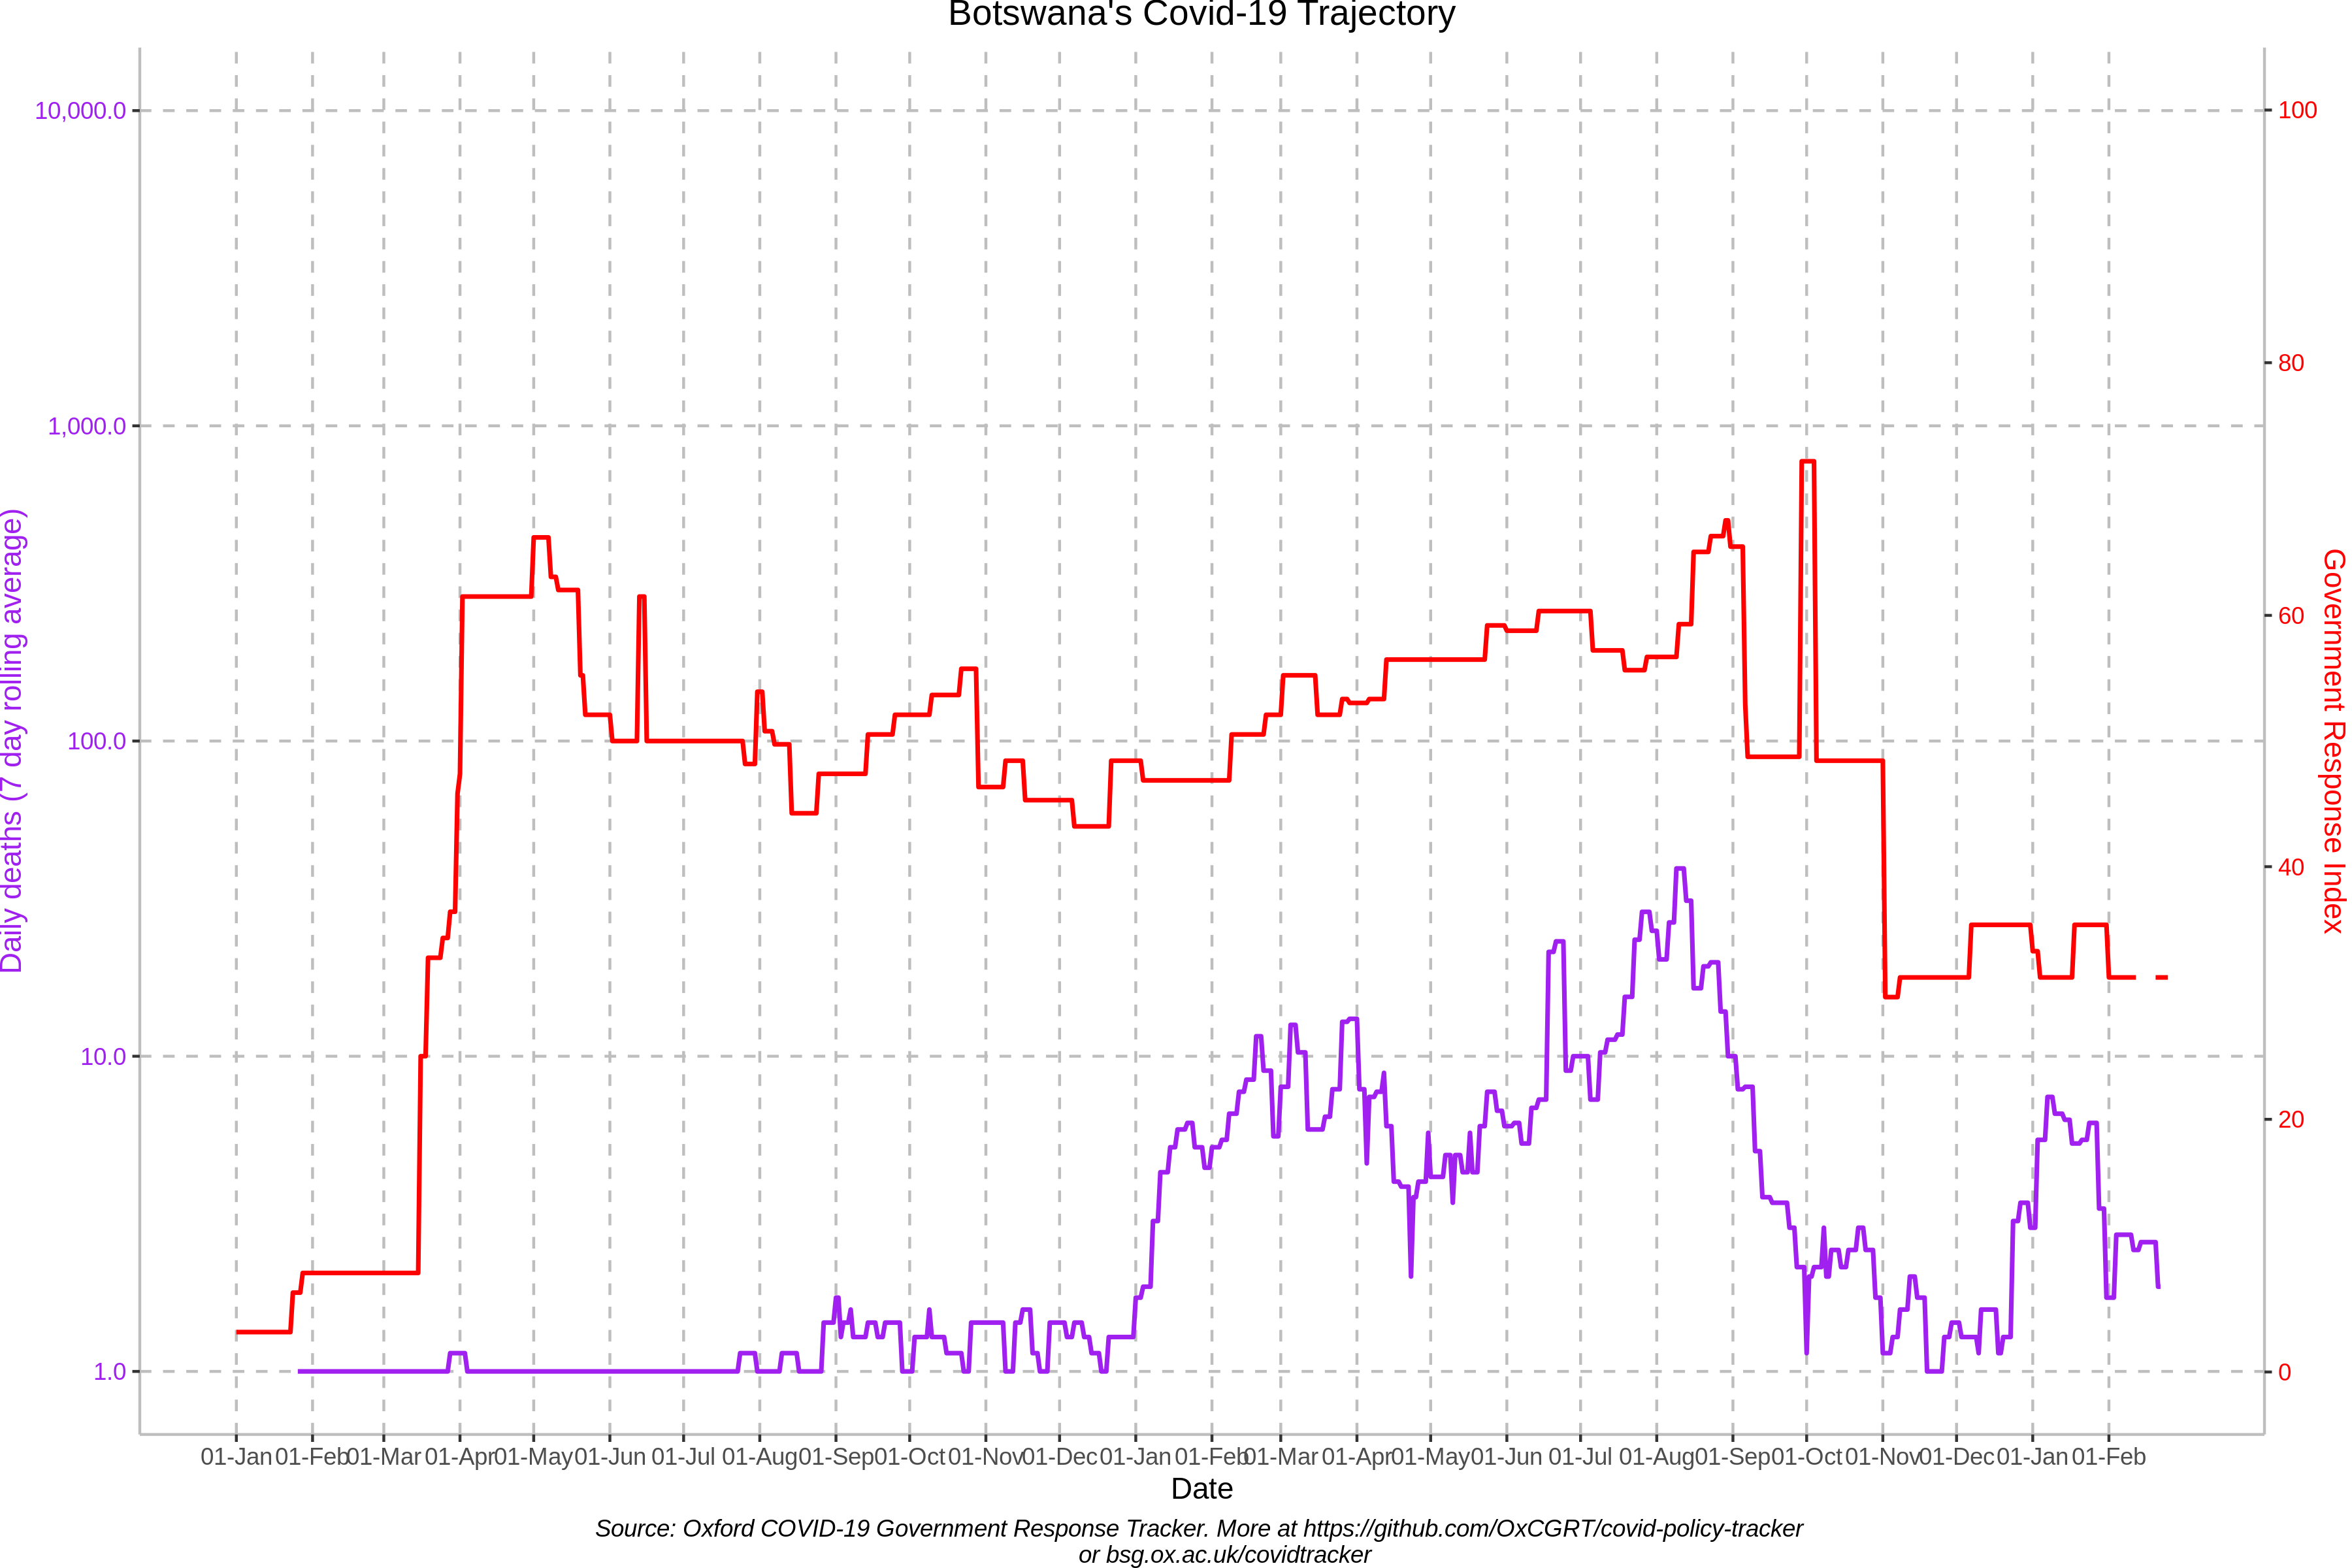 Botswana's Covid-19 Trajectory
10,000.0
1,000.0
100.0
10.0
1.0
Daily deaths (7 day rolling average)
100
80
60
40
20
0
Government Response Index
01-Jan 01-Feb 01-Mar 01-Apr 01-May 01-Jun 01-Jul 01-Aug 01-Sep 01-Oct 01-Nov 01-Dec 01-Jan 01-Feb 01-Mar 01-Apr 01-May 01-Jun 01-Jul 01-Aug 01-Sep 01-Oct 01-Nov 01-Dec 01-Jan 01-Feb
Date
Source: Oxford COVID-19 Government Response Tracker. More at https://github.com/OxCGRT/covid-policy-tracker
or bsg.ox.ac.uk/covidtracker